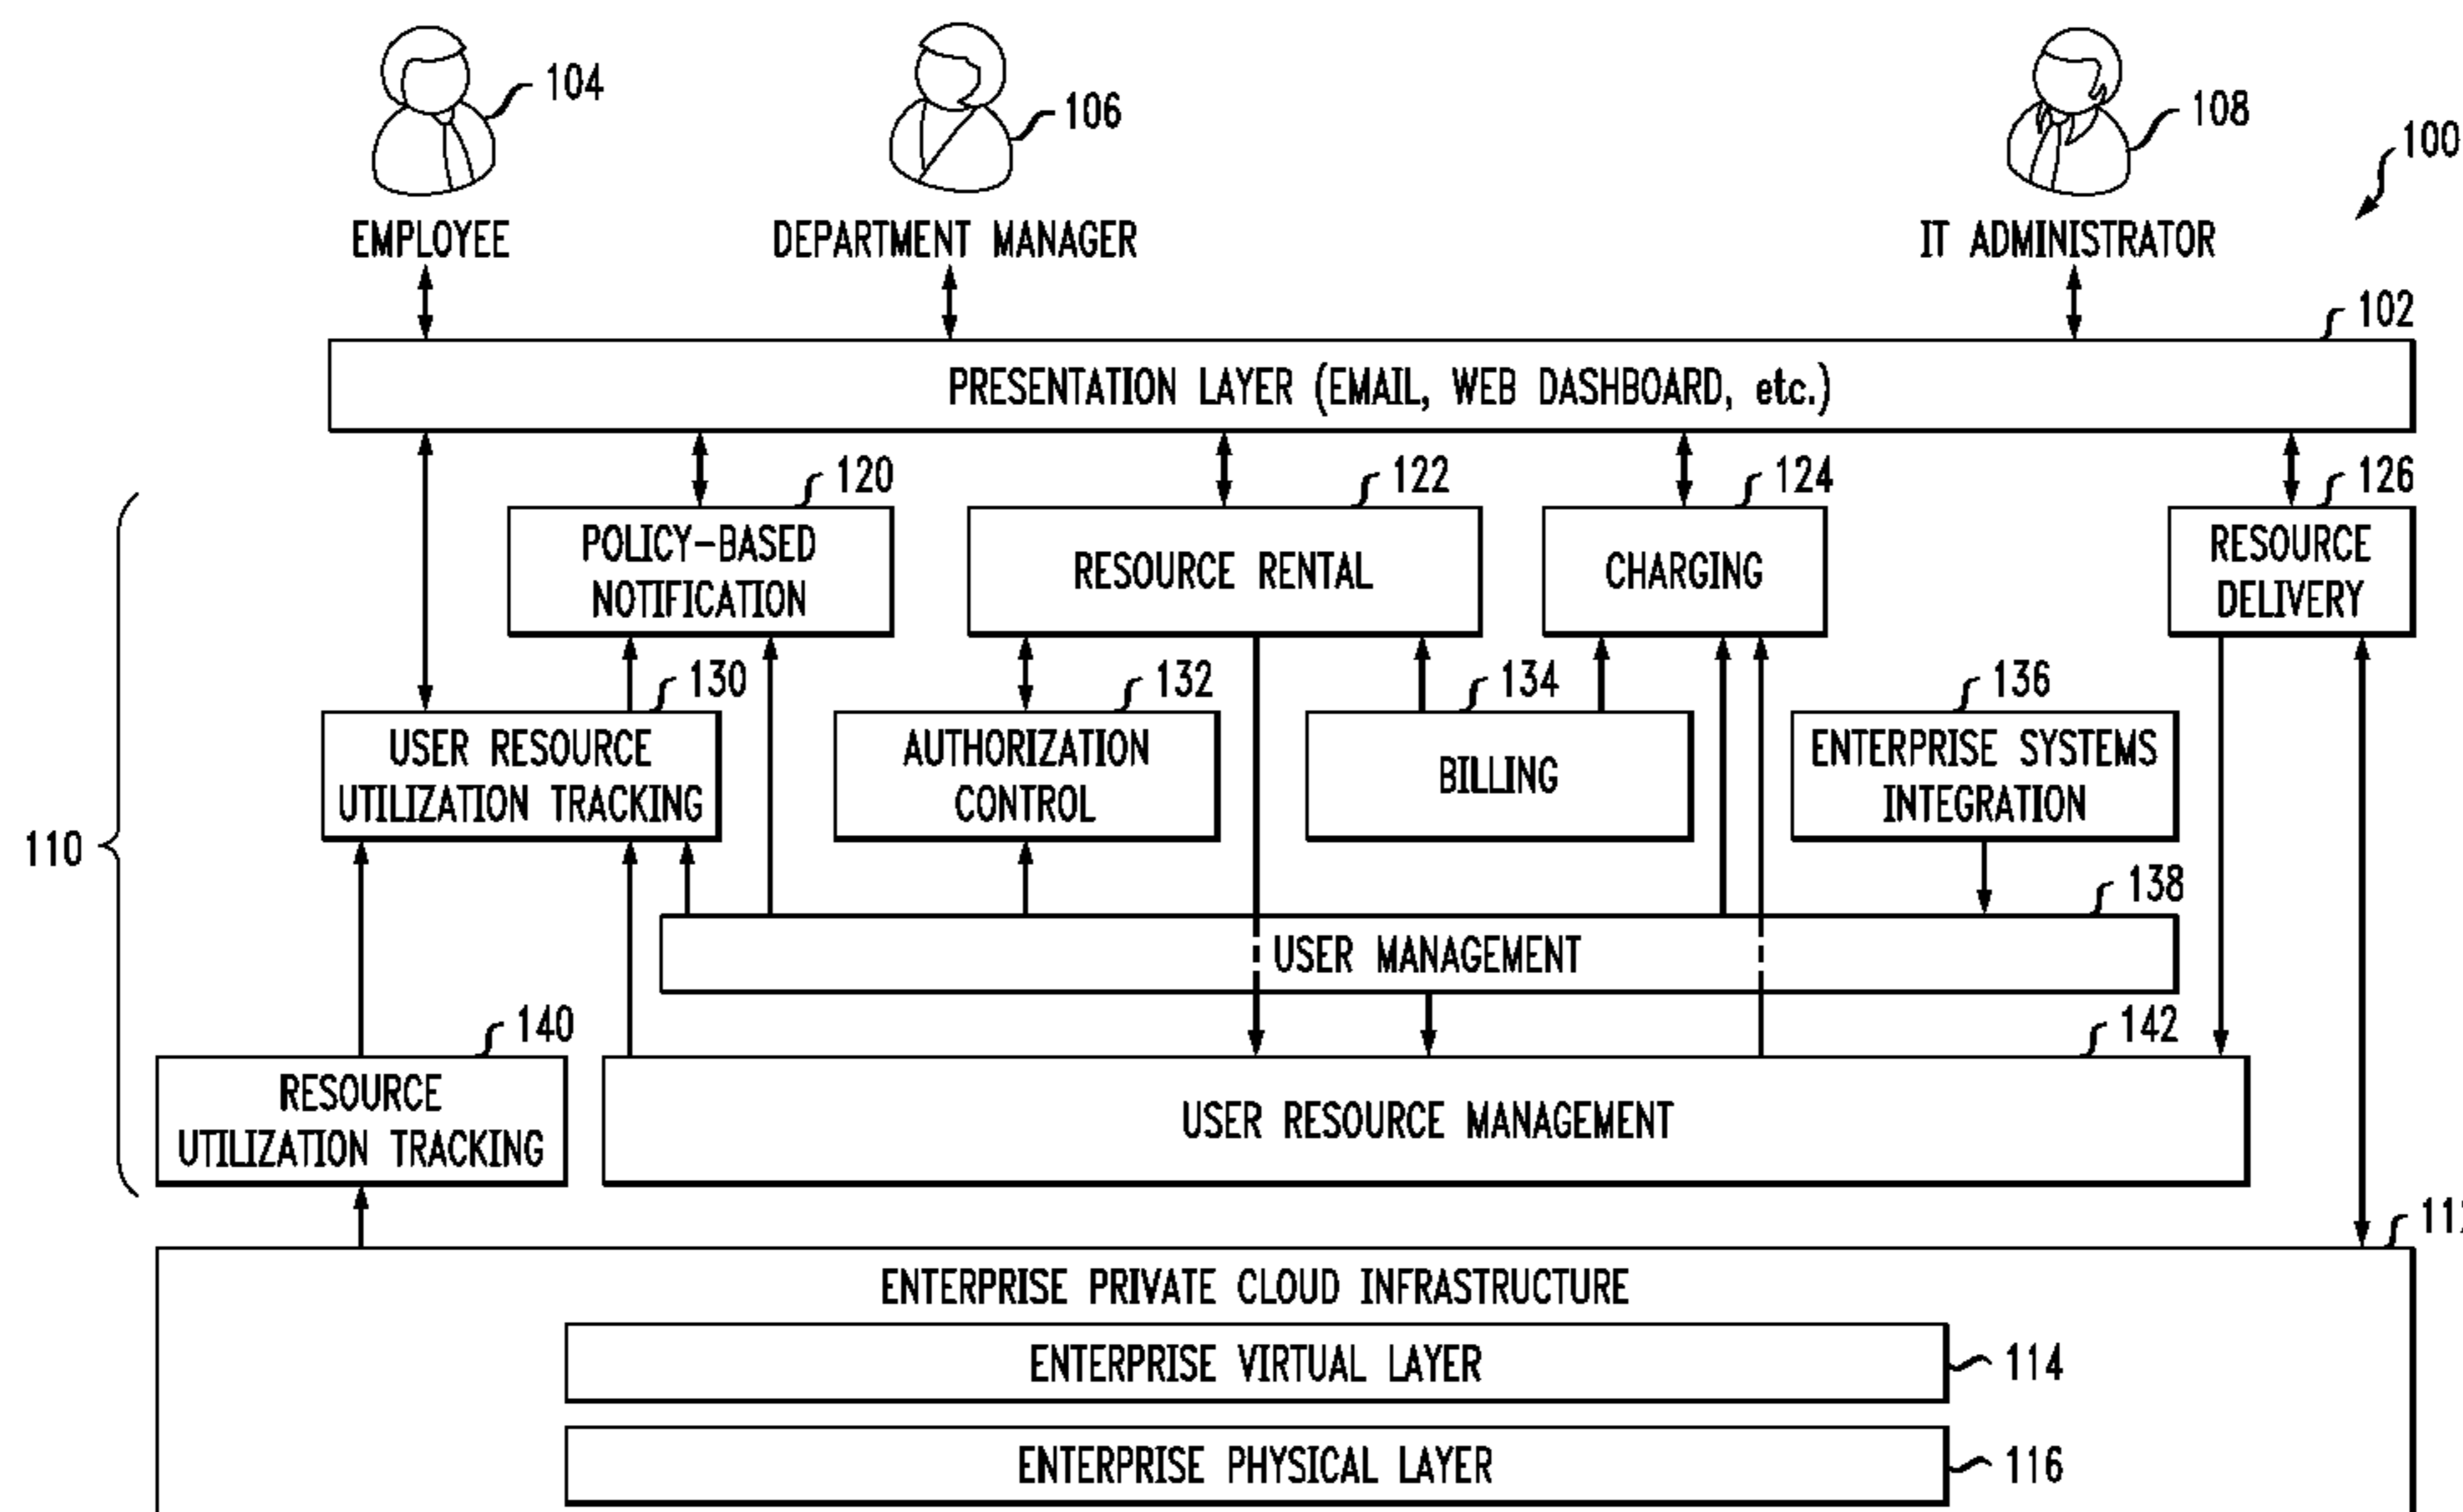 104
106
108
100
EMPLOYEE
DEPARTMENT MANAGER
IT ADMINISTRATOR
102
PRESENTATION LAYER (EMAIL, WEB DASHBOARD, etc.)
120
122
124
126
POLICY-BASED
NOTIFICATION
RESOURCE RENTAL
CHARGING
RESOURCE
DELIVERY
130
132
134
136
USER RESOURCE
UTILIZATION TRACKING
AUTHORIZATION
CONTROL
BILLING
ENTERPRISE SYSTEMS
INTEGRATION
110
138
USER MANAGEMENT
140
142
RESOURCE
UTILIZATION TRACKING
USER RESOURCE MANAGEMENT
ENTERPRISE PRIVATE CLOUD INFRASTRUCTURE
ENTERPRISE VIRTUAL LAYER
114
ENTERPRISE PHYSICAL LAYER
116